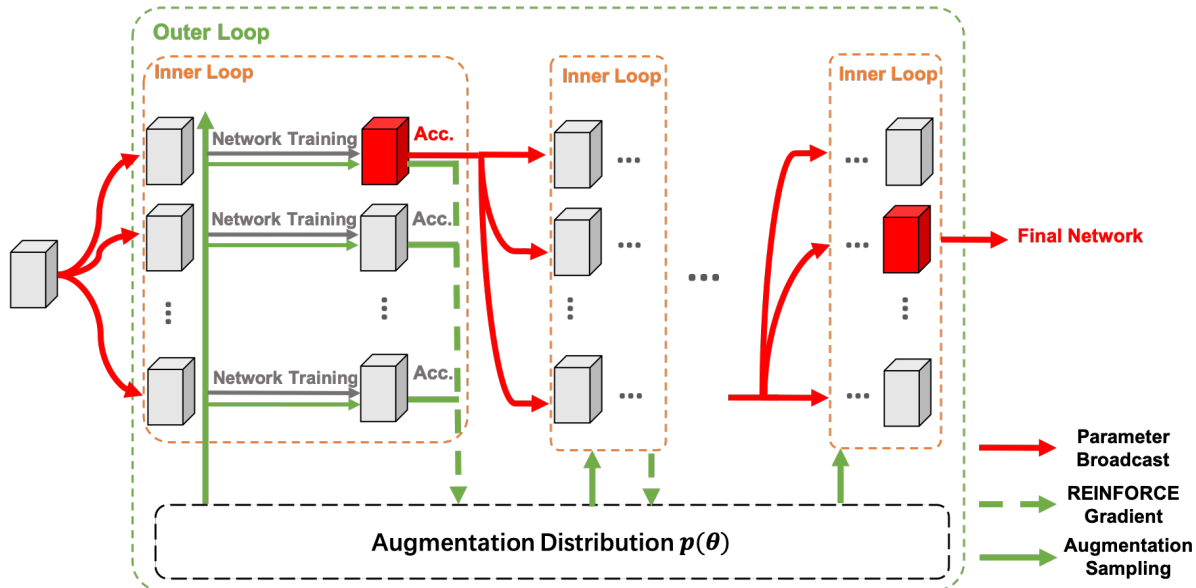 Outer Loop
Inner Loop
Inner Loop
Inner Loop
Network Training
Acc.
...
...
Network Training
Acc.
...
...
Final Network
...
...
...
...
...
...
Network Training
Acc.
...
...
Parameter
Broadcast
REINFORCE
Gradient
Augmentation Distribution p(θ)
Augmentation
Sampling